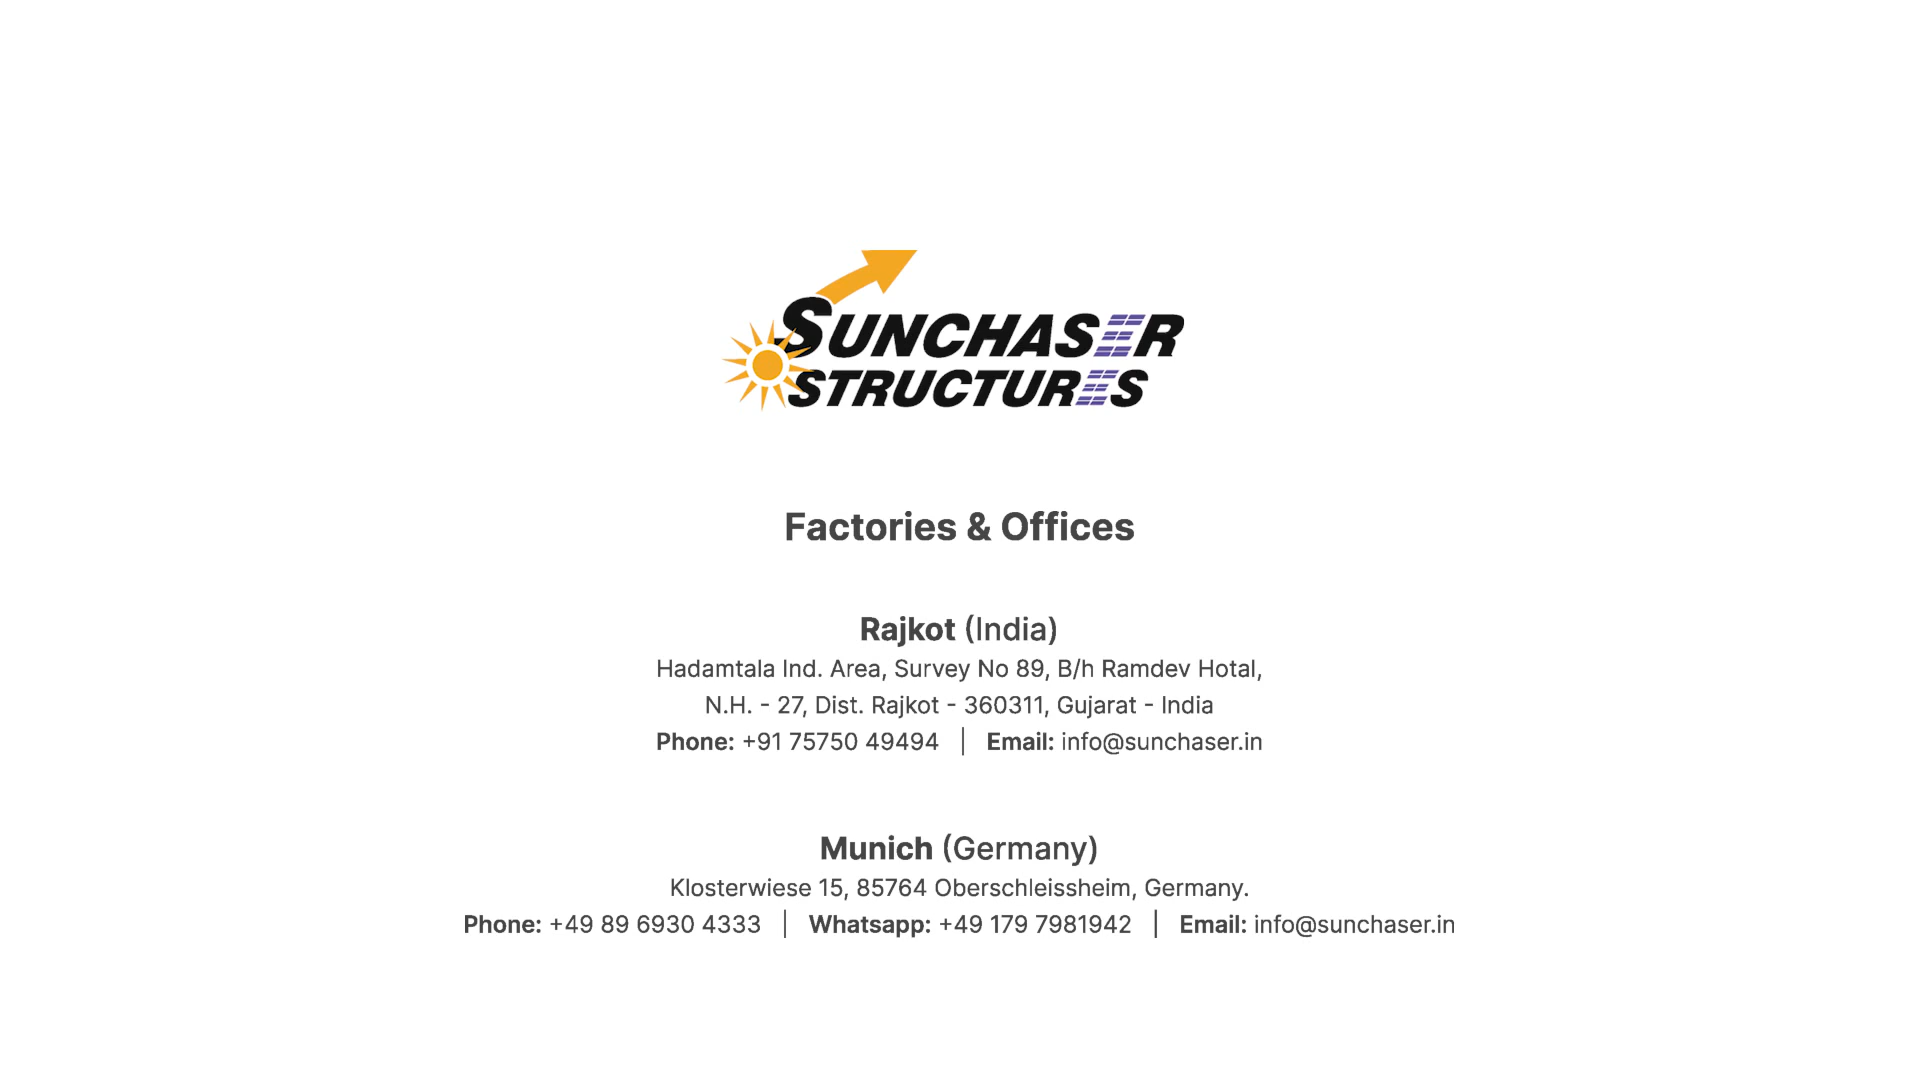 SUNCHASER
STRUCTURES
Factories & Offices
Rajkot (India)
Hadamtala Ind. Area, Survey No 89, B/h Ramdev Hotal,
N.H. - 27, Dist. Rajkot - 360311, Gujarat - India
Phone: +91 75750 49494 | Email: info@sunchaser.in
Munich (Germany)
Klosterwiese 15, 85764 Oberschleissheim, Germany.
Phone: +49 89 6930 4333 | Whatsapp: +49 179 7981942 | Email: info@sunchaser.in